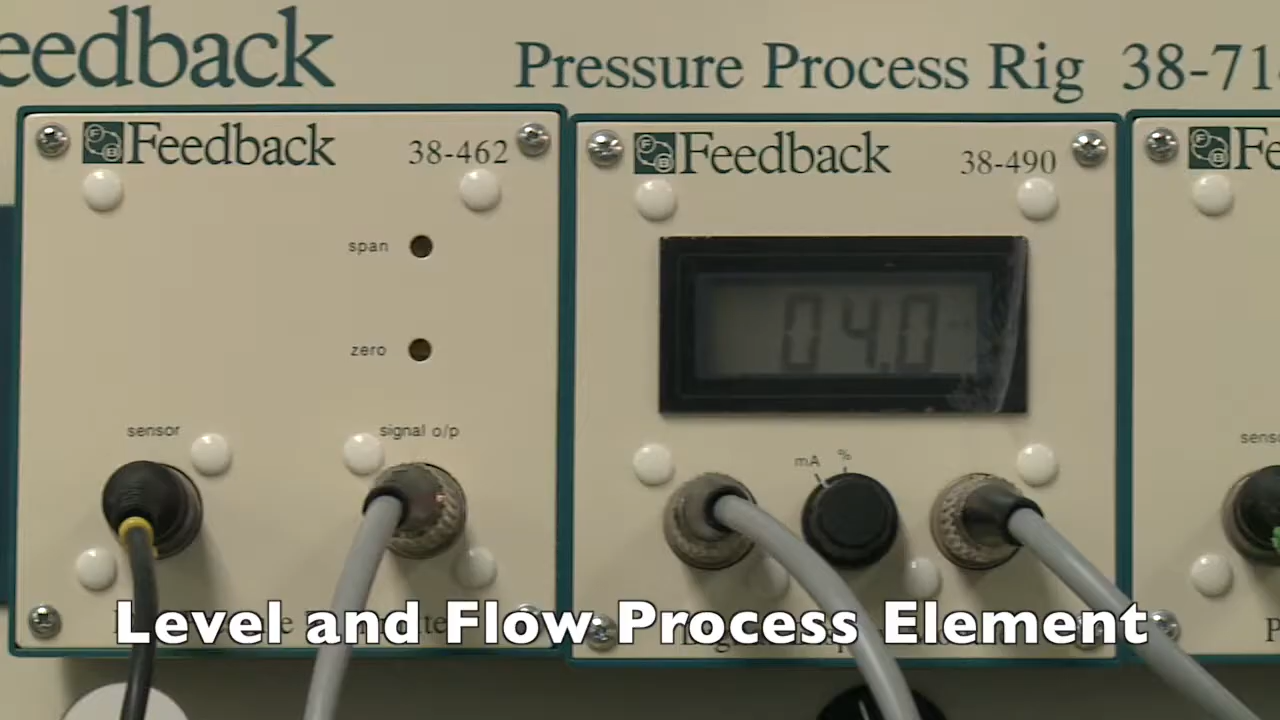 eedback
Pressure Process Rig 38-71
Feedback 38-462
span
zero
sensor
signal o/p
Feedback 38-490
04.0
mA %
Level and Flow Process Element